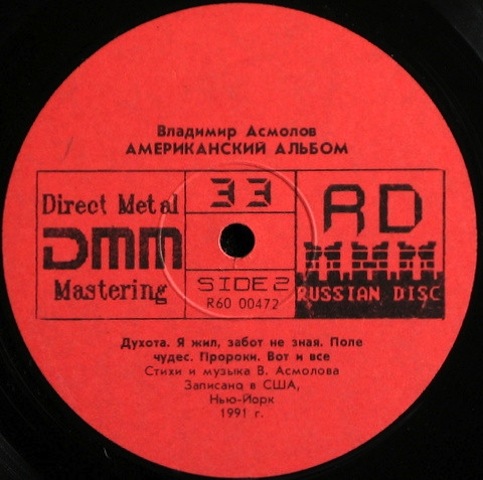 Владимир Асмолов
АМЕРИКАНСКИЙ АЛЬБОМ
Direct Metal
DMM
Mastering
33
SIDE 2
R60 00472
RD
RUSSIAN DISC
Духота. Я жил, забот не зная. Поле
чудес. Пророки. Вот и все
Стихи и музыка В. Асмолова
Записано в США,
Нью-Йорк
1991 г.